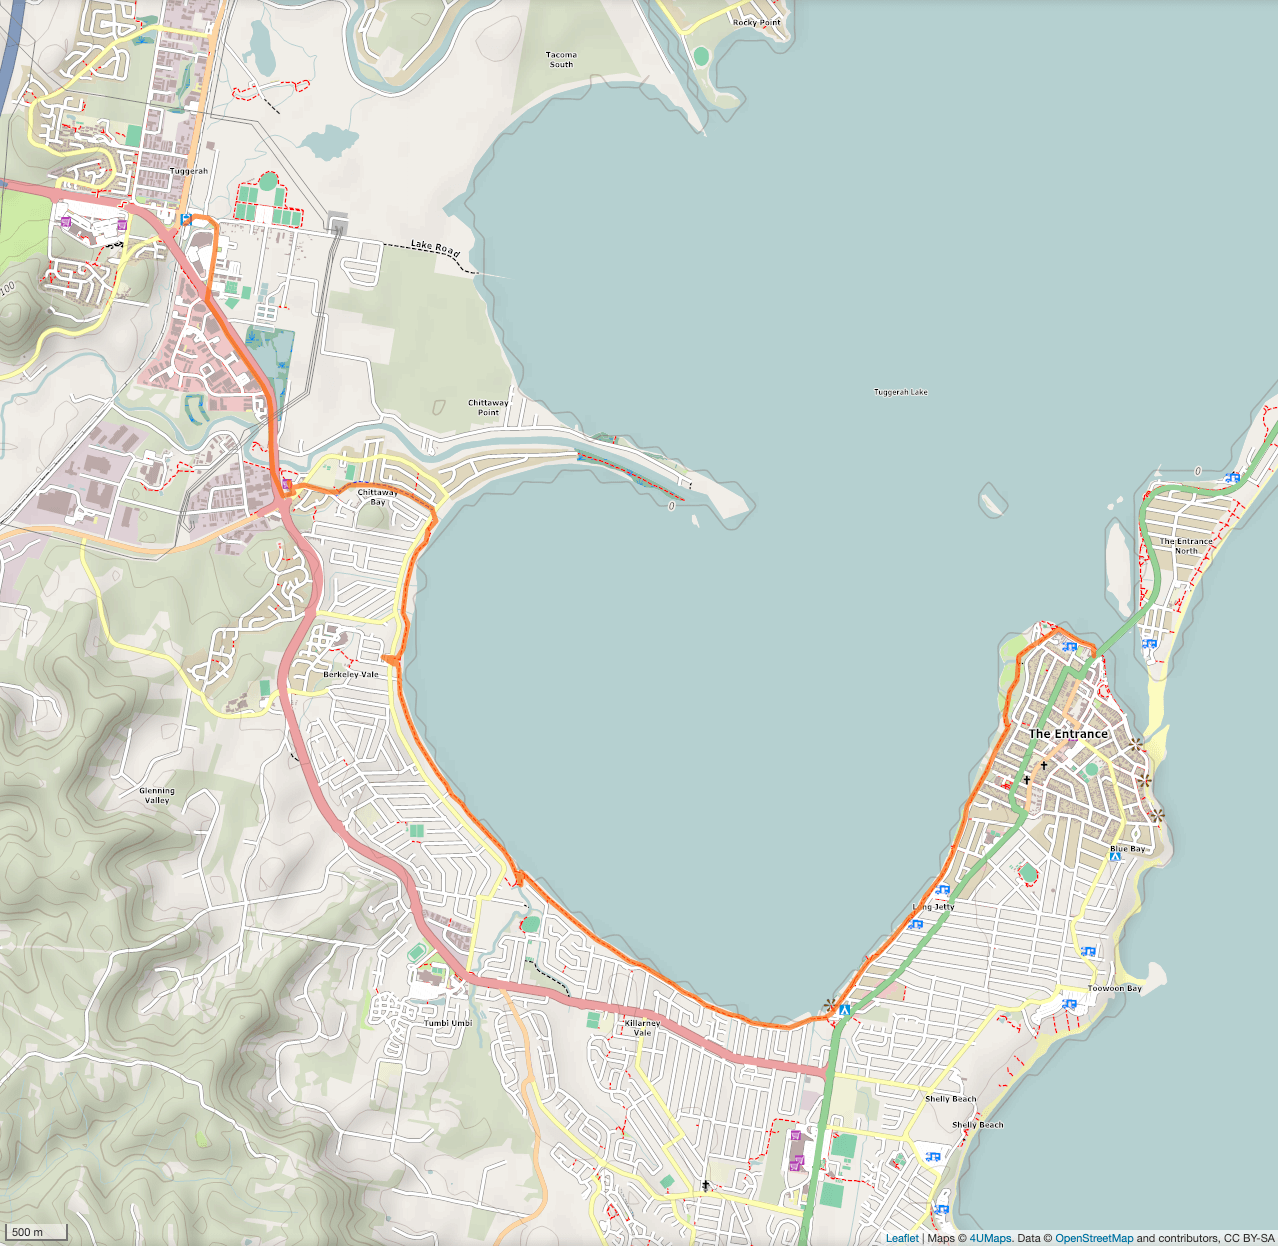 Rocky Point
Tacoma
South
Tuggerah
Lake Road
100
Tuggerah Lake
Chittaway
Point
0
Chittaway
Bay
0
The Entrance
North
Berkeley Vale
The Entrance
Glenning
Valley
Blue Bay
Long Jetty
Toowoon Bay
Tumbi Umbi
Killarney
Vale
Shelly Beach
Shelly Beach
500 m
Leaflet | Maps © 4UMaps. Data © OpenStreetMap and contributors, CC BY-SA